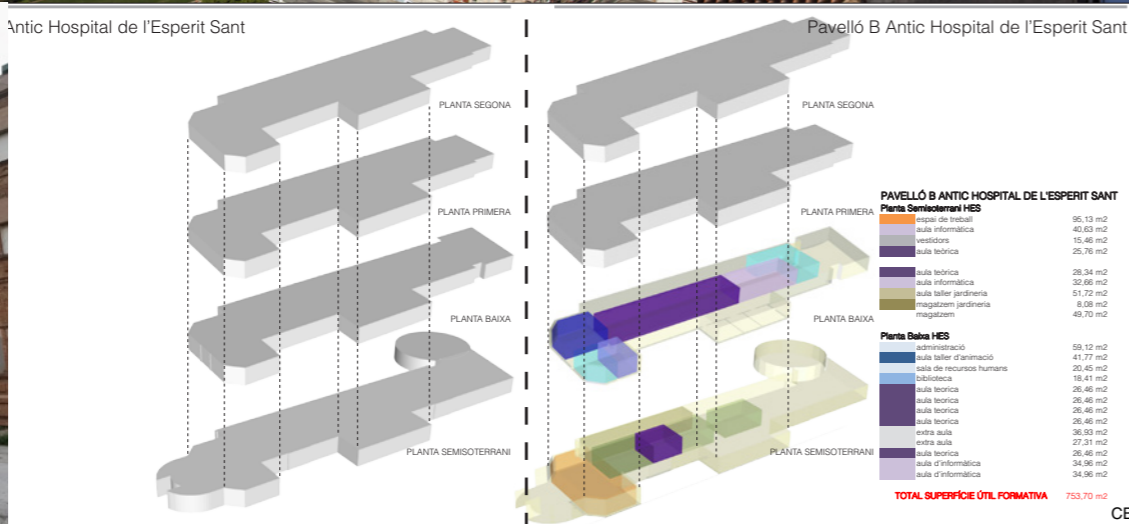 Antic Hospital de l'Esperit Sant
PLANTA SEGONA
PLANTA PRIMERA
PLANTA BAIXA
PLANTA SEMISOTERRANI
Pavelló B Antic Hospital de l'Esperit Sant
PLANTA SEGONA
PLANTA PRIMERA
PLANTA BAIXA
PLANTA SEMISOTERRANI
PAVELLÓ B ANTIC HOSPITAL DE L'ESPERIT SANT
Planta Semisoterrani HES
espai de treball 95,13 m2
aula informàtica 40,63 m2
vestidors 15,46 m2
aula teòrica 25,76 m2
aula teòrica 28,34 m2
aula informàtica 32,66 m2
aula taller jardineria 51,72 m2
magatzem jardineria 8,08 m2
magatzem 49,70 m2
Planta Baixa HES
administració 59,12 m2
aula taller d'animació 41,77 m2
sala de recursos humans 20,45 m2
biblioteca 18,41 m2
aula teorica 26,46 m2
aula teorica 26,46 m2
aula teorica 26,46 m2
aula teorica 26,46 m2
extra aula 36,93 m2
extra aula 27,31 m2
aula teorica 26,46 m2
aula d'informàtica 34,96 m2
aula d'informàtica 34,96 m2
TOTAL SUPERFÍCIE ÚTIL FORMATIVA 753,70 m2